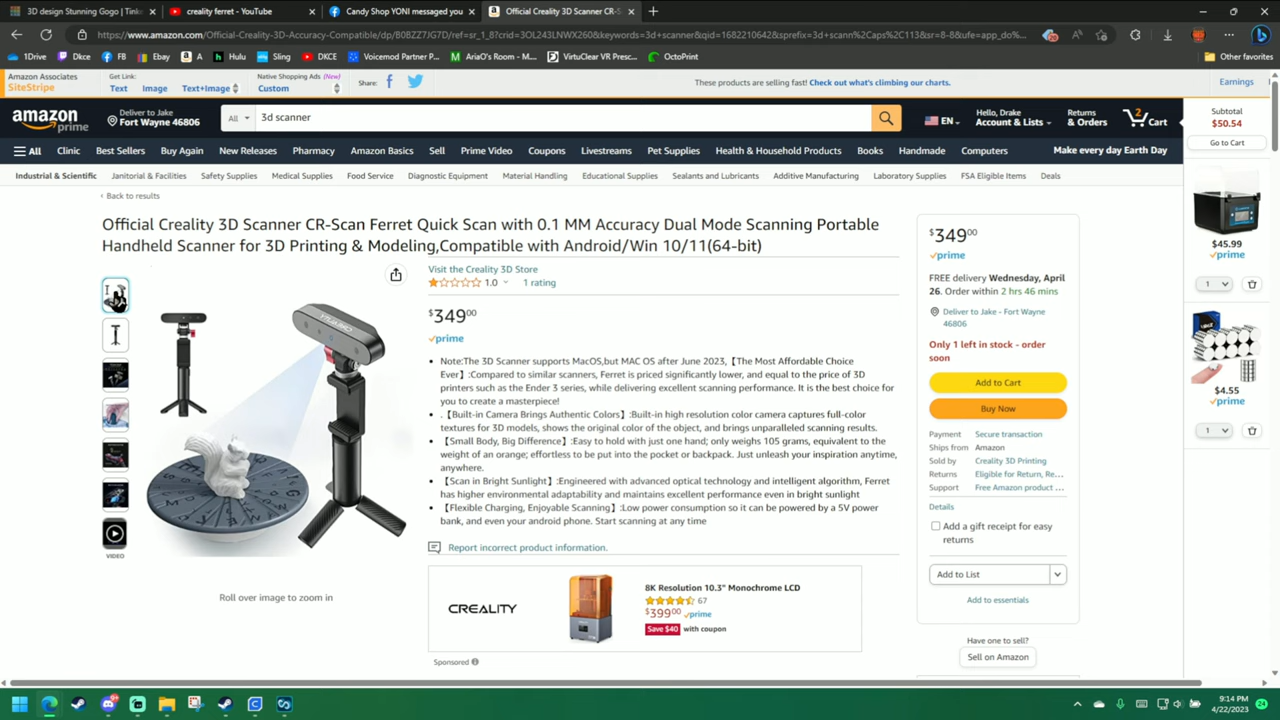 3D design Stunning Gogo | Tink
creality ferret - YouTube
Candy Shop YONI messaged you
Official Creality 3D Scanner CR-S
https://www.amazon.com/Official-Creality-3D-Accuracy-Compatible/dp/B0BZZ7JG7D/ref=sr_1_8?crid=3OL243LNWX260&keywords=3d+scanner&qid=1682210642&sprefix=3d+scann%2Caps%2C113&sr=8-8&ufe=app_do%...
1Drive
Dkce
FB
Ebay
A
Hulu
Sling
DKCE
Voicemod Partner P...
AriaO's Room - M...
VirtuClear VR Presc...
OctoPrint
Other favorites
Amazon Associates
SiteStripe
Get Link:
Text Image Text+Image
Native Shopping Ads (New)
Custom
Share:
These products are selling fast! Check out what's climbing our charts.
Earnings
amazon
prime
Deliver to Jake
Fort Wayne 46806
All
3d scanner
EN
Hello, Drake
Account & Lists
Returns
& Orders
2
Cart
Subtotal
$50.54
Go to Cart
All
Clinic
Best Sellers
Buy Again
New Releases
Pharmacy
Amazon Basics
Sell
Prime Video
Coupons
Livestreams
Pet Supplies
Health & Household Products
Books
Handmade
Computers
Make every day Earth Day
Industrial & Scientific
Janitorial & Facilities
Safety Supplies
Medical Supplies
Food Service
Diagnostic Equipment
Material Handling
Educational Supplies
Sealants and Lubricants
Additive Manufacturing
Laboratory Supplies
FSA Eligible Items
Deals
‹ Back to results
Official Creality 3D Scanner CR-Scan Ferret Quick Scan with 0.1 MM Accuracy Dual Mode Scanning Portable
Handheld Scanner for 3D Printing & Modeling,Compatible with Android/Win 10/11(64-bit)
Visit the Creality 3D Store
1.0
1 rating
$34900
prime
• Note:The 3D Scanner supports MacOS,but MAC OS after June 2023,【The Most Affordable Choice
Ever】:Compared to similar scanners, Ferret is priced significantly lower, and equal to the price of 3D
printers such as the Ender 3 series, while delivering excellent scanning performance. It is the best choice for
you to create a masterpiece!
• .【Built-in Camera Brings Authentic Colors】:Built-in high resolution color camera captures full-color
textures for 3D models, shows the original color of the object, and brings unparalleled scanning results.
• 【Small Body, Big Difference】:Easy to hold with just one hand; only weighs 105 grams, equivalent to the
weight of an orange; effortless to be put into the pocket or backpack. Just unleash your inspiration anytime,
anywhere.
• 【Scan in Bright Sunlight】:Engineered with advanced optical technology and intelligent algorithm, Ferret
has higher environmental adaptability and maintains excellent performance even in bright sunlight
• 【Flexible Charging, Enjoyable Scanning】:Low power consumption so it can be powered by a 5V power
bank, and even your android phone. Start scanning at any time
Report incorrect product information.
VIDEO
Roll over image to zoom in
CREALITY
8K Resolution 10.3" Monochrome LCD
67
$39900 prime
Save $40 with coupon
Sponsored
$34900
prime
FREE delivery Wednesday, April
26. Order within 2 hrs 46 mins
Deliver to Jake - Fort Wayne
46806
Only 1 left in stock - order
soon
Add to Cart
Buy Now
Payment Secure transaction
Ships from Amazon
Sold by Creality 3D Printing
Returns Eligible for Return, Re...
Support Free Amazon product ...
Details
Add a gift receipt for easy
returns
Add to List
Add to essentials
Have one to sell?
Sell on Amazon
$45.99
prime
1
$4.55
prime
1
9:14 PM
4/22/2023
24